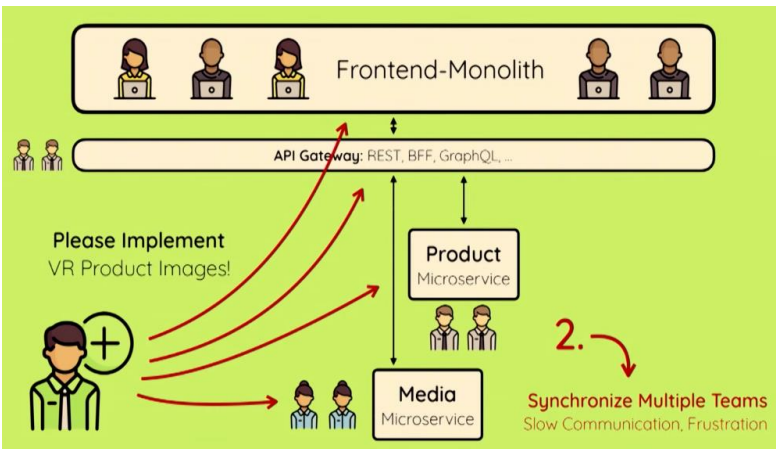 Frontend-Monolith
API Gateway: REST, BFF, GraphQL, ...
Please Implement
VR Product Images!
Product
Microservice
2.
Media
Microservice
Synchronize Multiple Teams
Slow Communication, Frustration